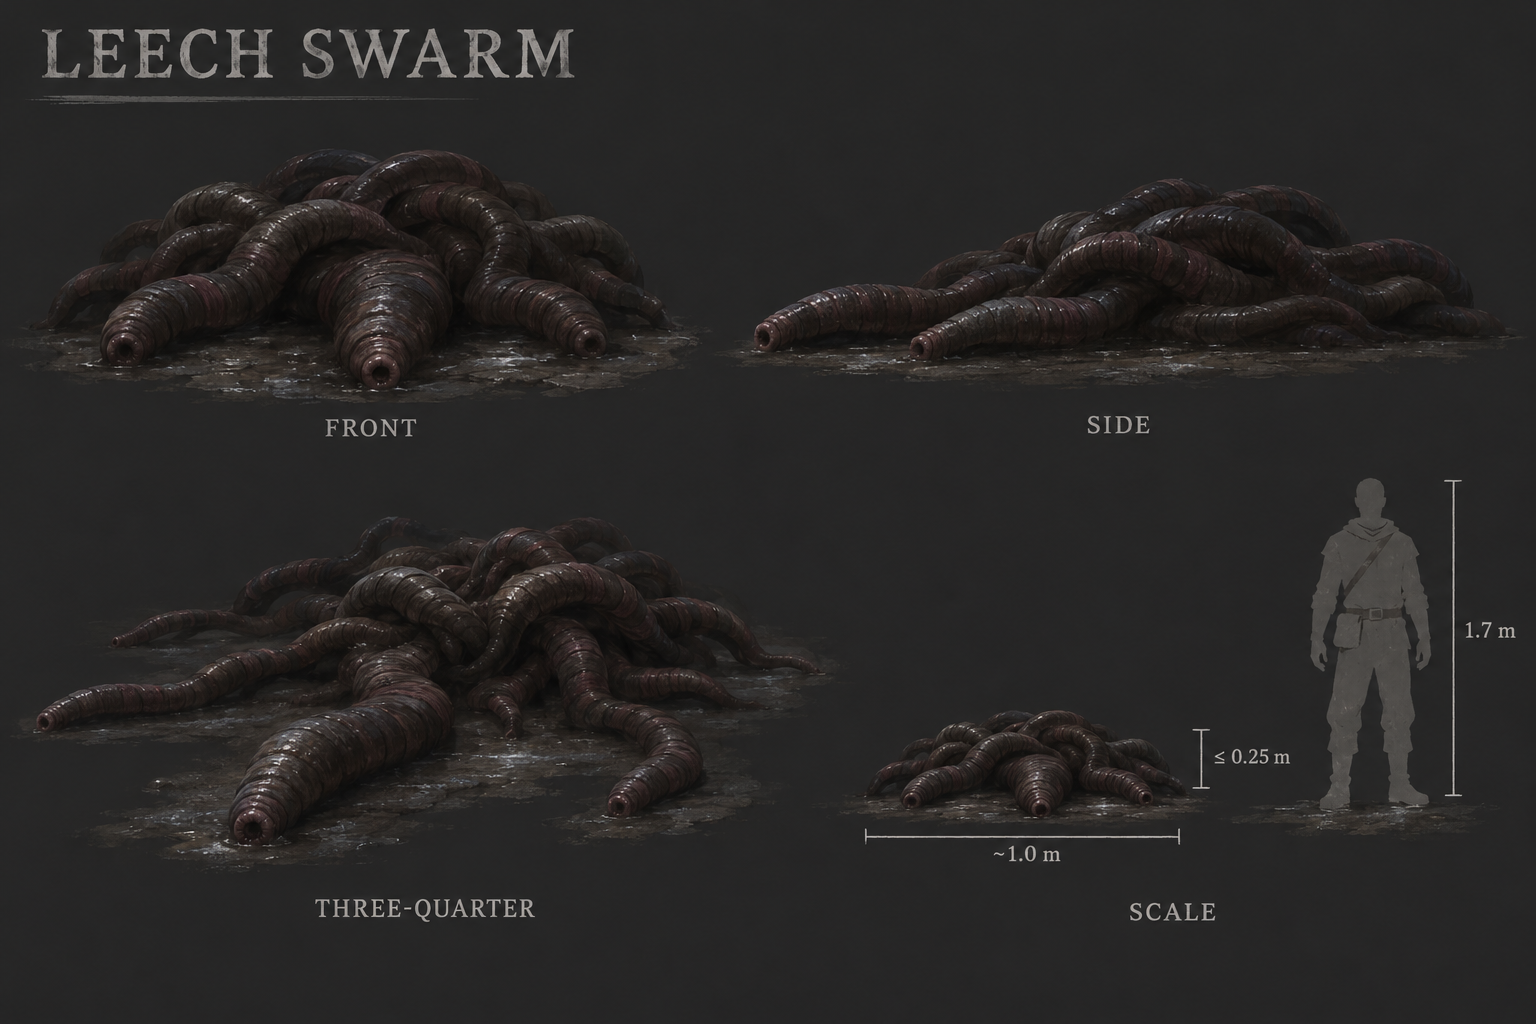 LEECH SWARM
FRONT
SIDE
1.7 m
≤ 0.25 m
~1.0 m
THREE-QUARTER
SCALE